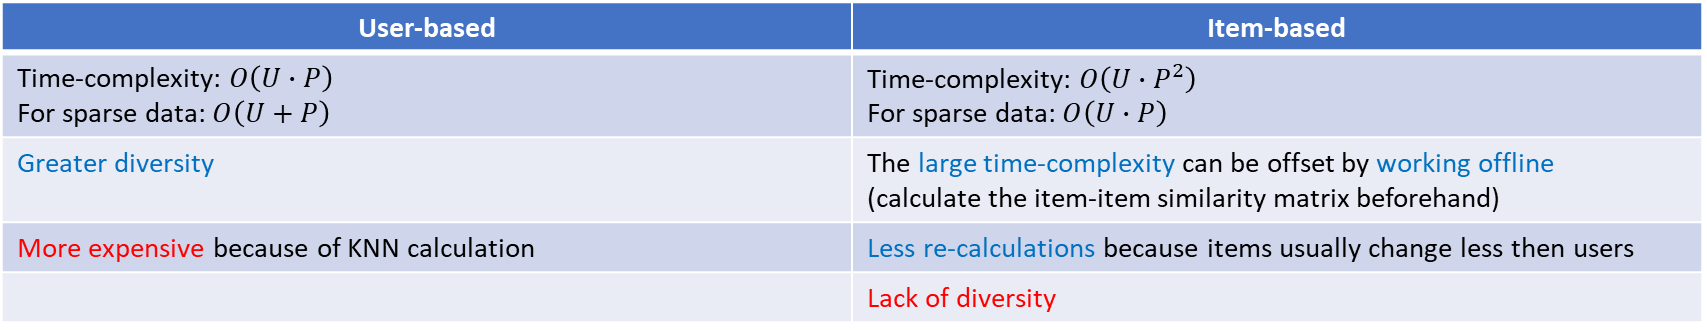 User-based
Item-based
Time-complexity: O(U · P)
For sparse data: O(U + P)
Time-complexity: O(U · P²)
For sparse data: O(U · P)
Greater diversity
The large time-complexity can be offset by working offline
(calculate the item-item similarity matrix beforehand)
More expensive because of KNN calculation
Less re-calculations because items usually change less then users
Lack of diversity